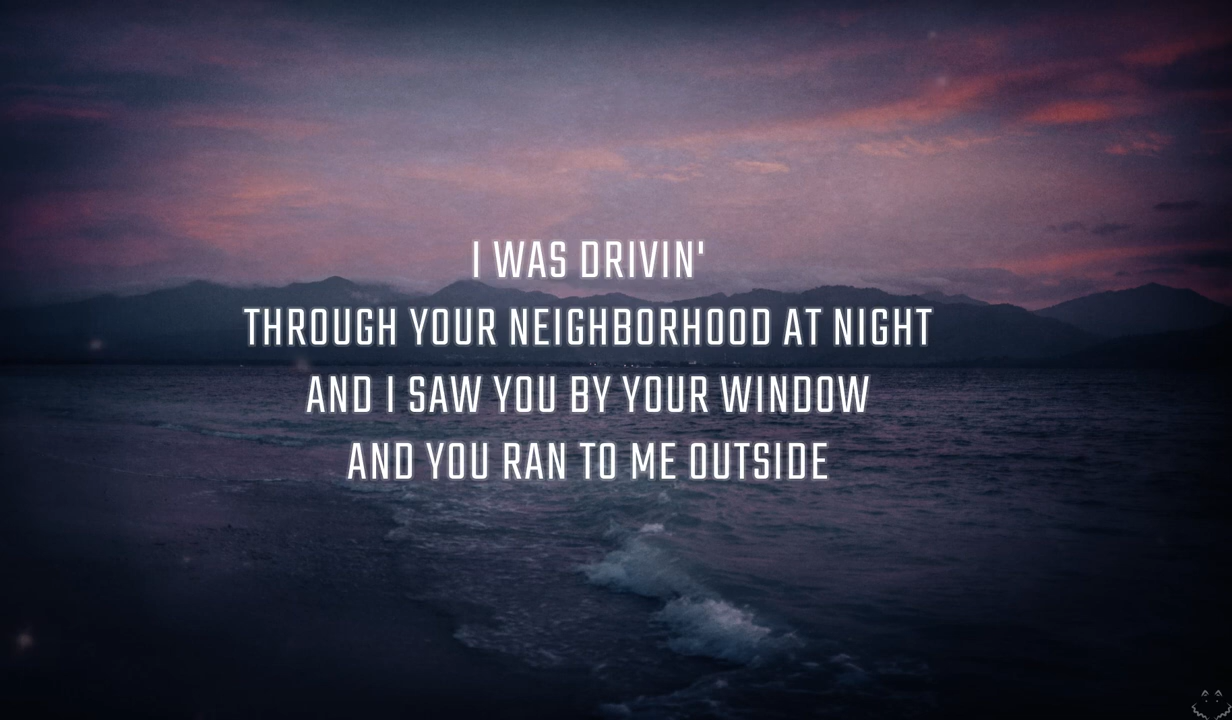 I WAS DRIVIN'
THROUGH YOUR NEIGHBORHOOD AT NIGHT
AND I SAW YOU BY YOUR WINDOW
AND YOU RAN TO ME OUTSIDE